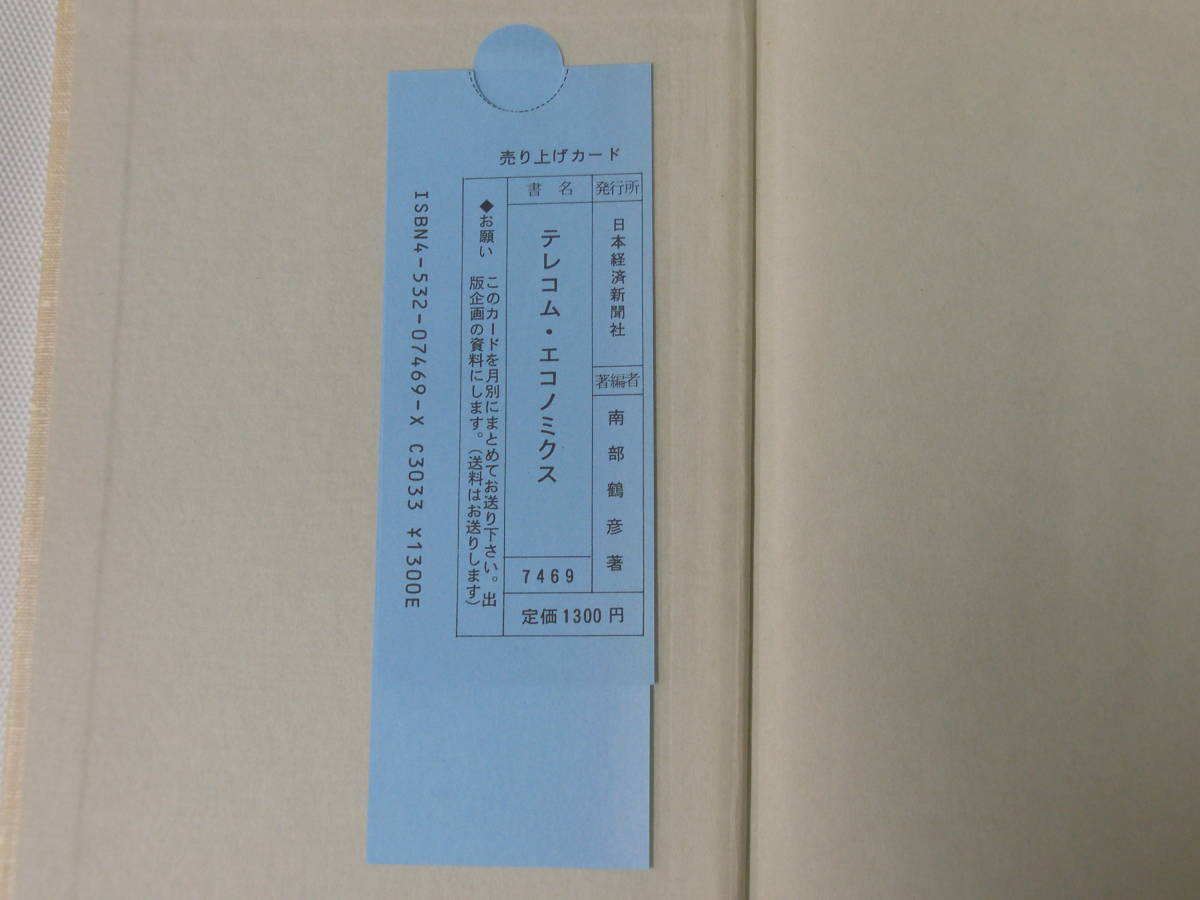 売り上げカード
発行所
日本経済新聞社
著編者
南部鶴彦著
書名
テレコム・エコノミクス
7469
定価1300円
◆お願い このカードを月別にまとめてお送り下さい。出
版企画の資料にします。(送料はお送りします)
ISBN4-532-07469-X C3033 ¥1300E